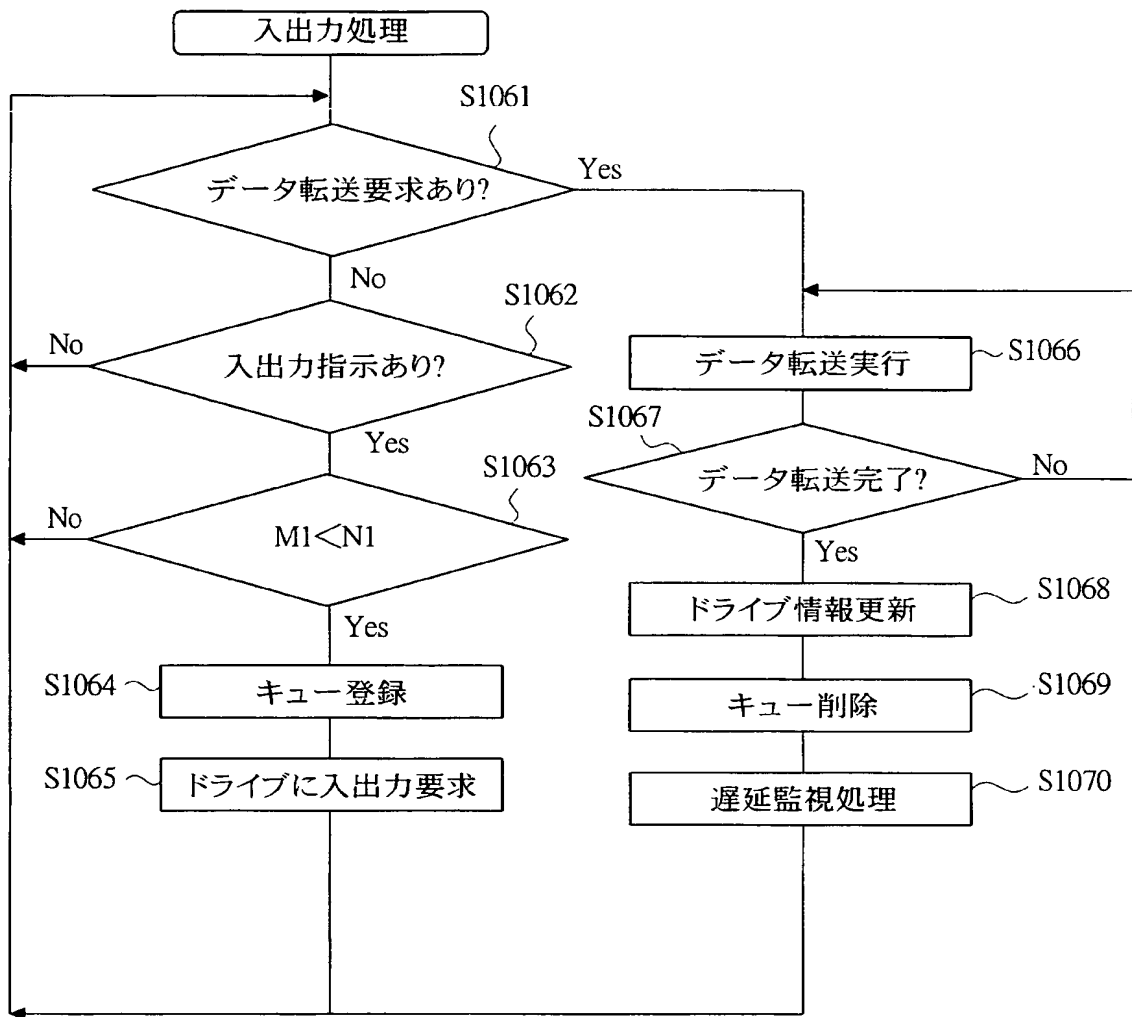 入出力処理
S1061
データ転送要求あり?
Yes
No
S1062
入出力指示あり?
No
Yes
S1063
M1<N1
No
Yes
S1064
キュー登録
S1065
ドライブに入出力要求
データ転送実行
S1066
S1067
データ転送完了?
No
Yes
ドライブ情報更新
S1068
キュー削除
S1069
遅延監視処理
S1070